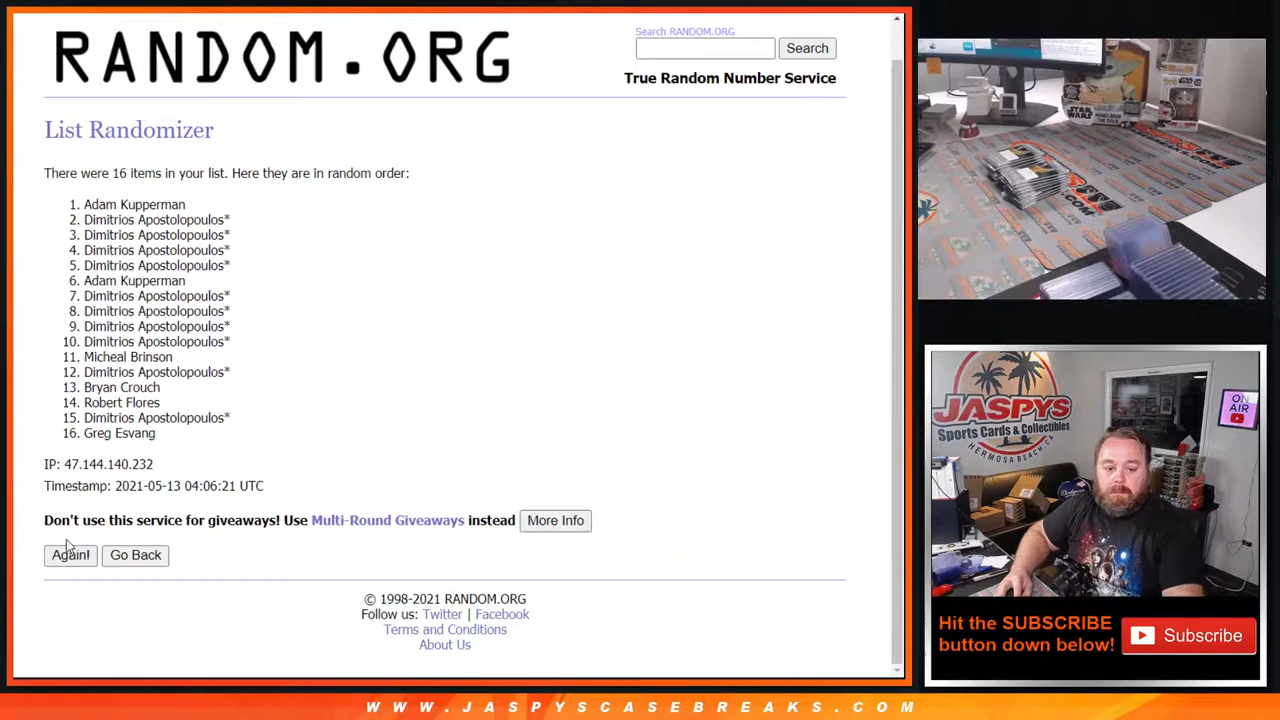 RANDOM.ORG
Search RANDOM.ORG
Search
True Random Number Service
List Randomizer
There were 16 items in your list. Here they are in random order:
1. Adam Kupperman
2. Dimitrios Apostolopoulos*
3. Dimitrios Apostolopoulos*
4. Dimitrios Apostolopoulos*
5. Dimitrios Apostolopoulos*
6. Adam Kupperman
7. Dimitrios Apostolopoulos*
8. Dimitrios Apostolopoulos*
9. Dimitrios Apostolopoulos*
10. Dimitrios Apostolopoulos*
11. Micheal Brinson
12. Dimitrios Apostolopoulos*
13. Bryan Crouch
14. Robert Flores
15. Dimitrios Apostolopoulos*
16. Greg Esvang
IP: 47.144.140.232
Timestamp: 2021-05-13 04:06:21 UTC
Don't use this service for giveaways! Use Multi-Round Giveaways instead More Info
Again! Go Back
© 1998-2021 RANDOM.ORG
Follow us: Twitter | Facebook
Terms and Conditions
About Us
STAR
WARS
STAR
WARS
JASPYS
Sports Cards & Collectibles
HERMOSA BEACH, CA
ON
AIR
Hit the SUBSCRIBE
button down below!
Subscribe
WWW.JASPYSCASEBREAKS.COM